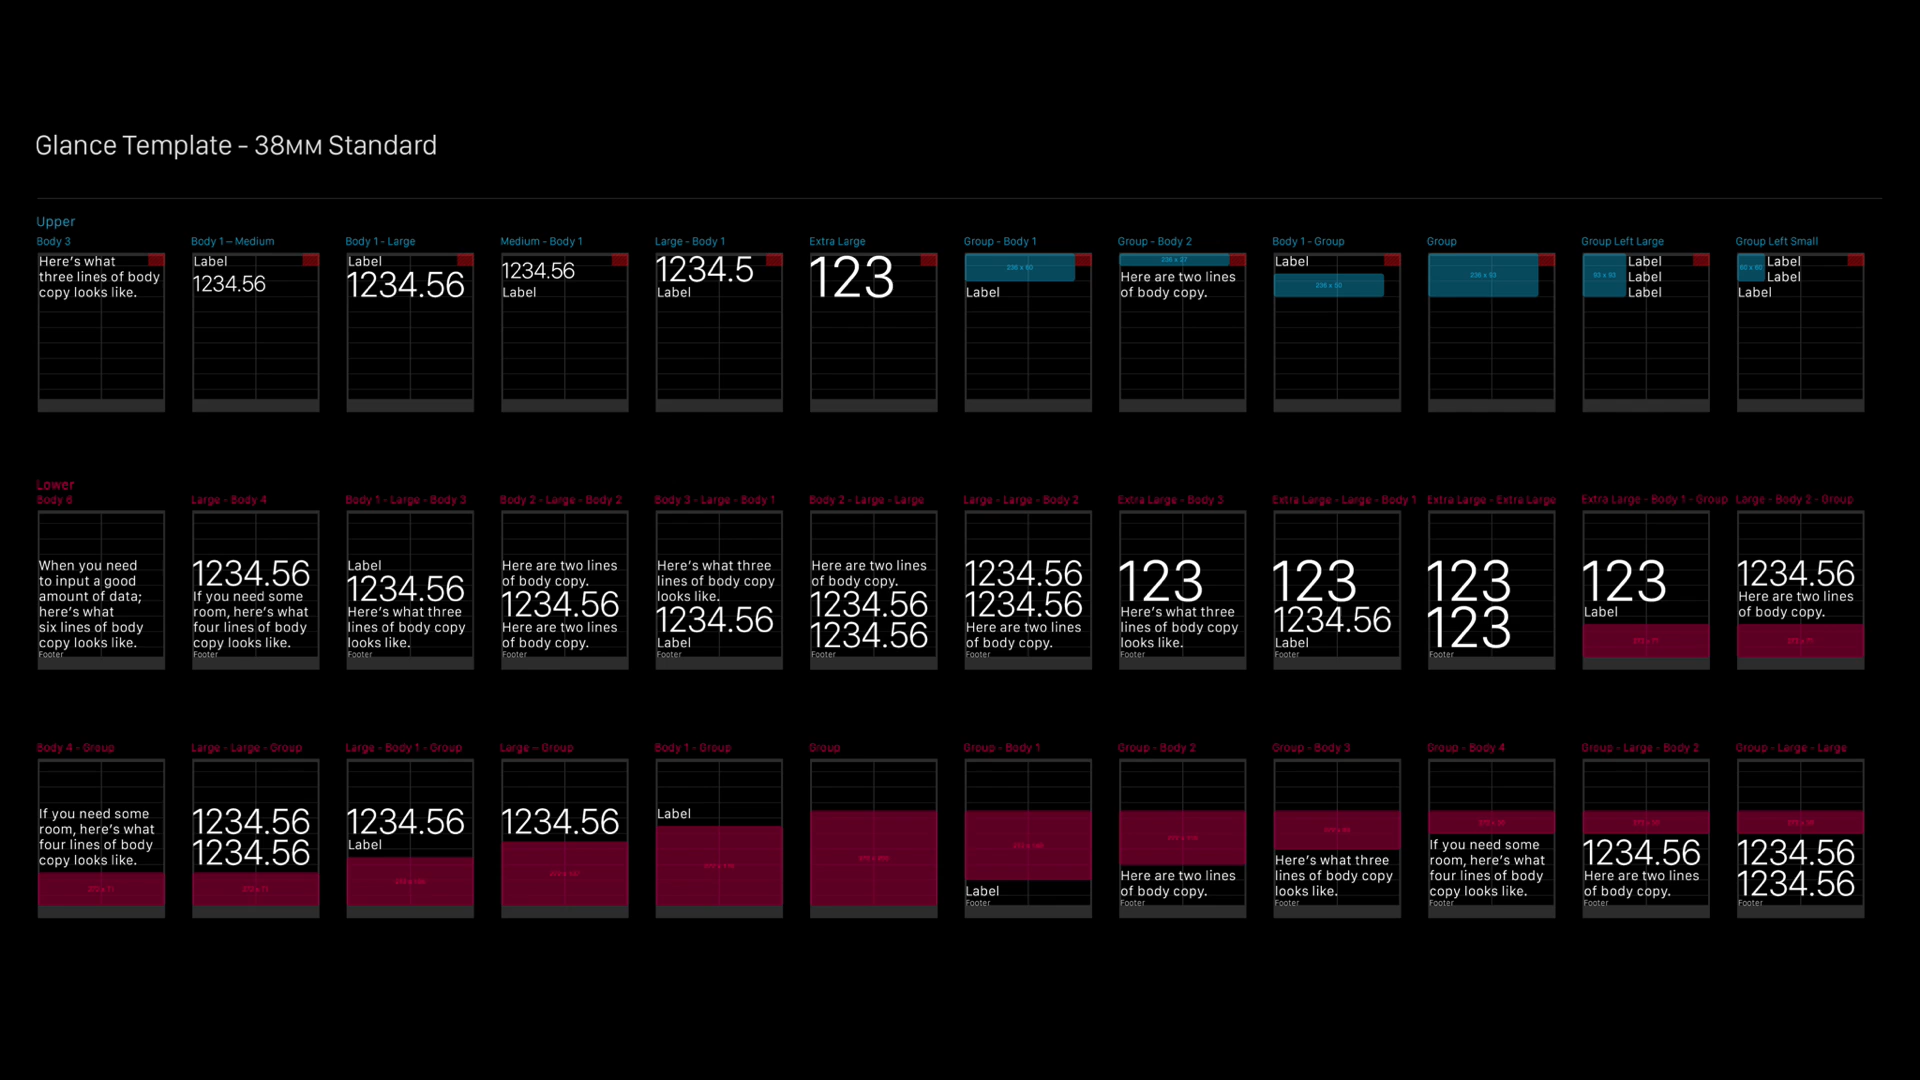 Glance Template - 38MM Standard
Upper
Body 3
Body 1 – Medium
Body 1 - Large
Medium - Body 1
Large - Body 1
Extra Large
Group - Body 1
Group - Body 2
Body 1 - Group
Group
Group Left Large
Group Left Small
Here's what
three lines of body
copy looks like.
Label
1234.56
Label
1234.56
1234.56
Label
1234.5
Label
123
236 x 60
Label
236 x 27
Here are two lines
of body copy.
Label
236 x 50
236 x 93
93 x 93
Label
Label
Label
60 x 60
Label
Label
Label
Lower
Body 6
Large - Body 4
Body 1 - Large - Body 3
Body 2 - Large - Body 2
Body 3 - Large - Body 1
Body 2 - Large - Large
Large - Large - Body 2
Extra Large - Body 3
Extra Large - Large - Body 1
Extra Large - Extra Large
Extra Large - Body 1 - Group
Large - Body 2 - Group
When you need
to input a good
amount of data;
here's what
six lines of body
copy looks like.
Footer
1234.56
If you need some
room, here's what
four lines of body
copy looks like.
Footer
Label
1234.56
Here's what three
lines of body copy
looks like.
Footer
Here are two lines
of body copy.
1234.56
Here are two lines
of body copy.
Footer
Here's what three
lines of body copy
looks like.
1234.56
Label
Footer
Here are two lines
of body copy.
1234.56
1234.56
Footer
1234.56
1234.56
Here are two lines
of body copy.
Footer
123
Here's what three
lines of body copy
looks like.
Footer
123
1234.56
Label
Footer
123
123
Footer
123
Label
1234.56
Here are two lines
of body copy.
Body 4 - Group
Large - Large - Group
Large - Body 1 - Group
Large – Group
Body 1 - Group
Group
Group - Body 1
Group - Body 2
Group - Body 3
Group - Body 4
Group - Large - Body 2
Group - Large - Large
If you need some
room, here's what
four lines of body
copy looks like.
1234.56
1234.56
1234.56
Label
1234.56
Label
Label
Footer
Here are two lines
of body copy.
Footer
Here's what three
lines of body copy
looks like.
Footer
If you need some
room, here's what
four lines of body
copy looks like.
Footer
1234.56
Here are two lines
of body copy.
Footer
1234.56
1234.56
Footer